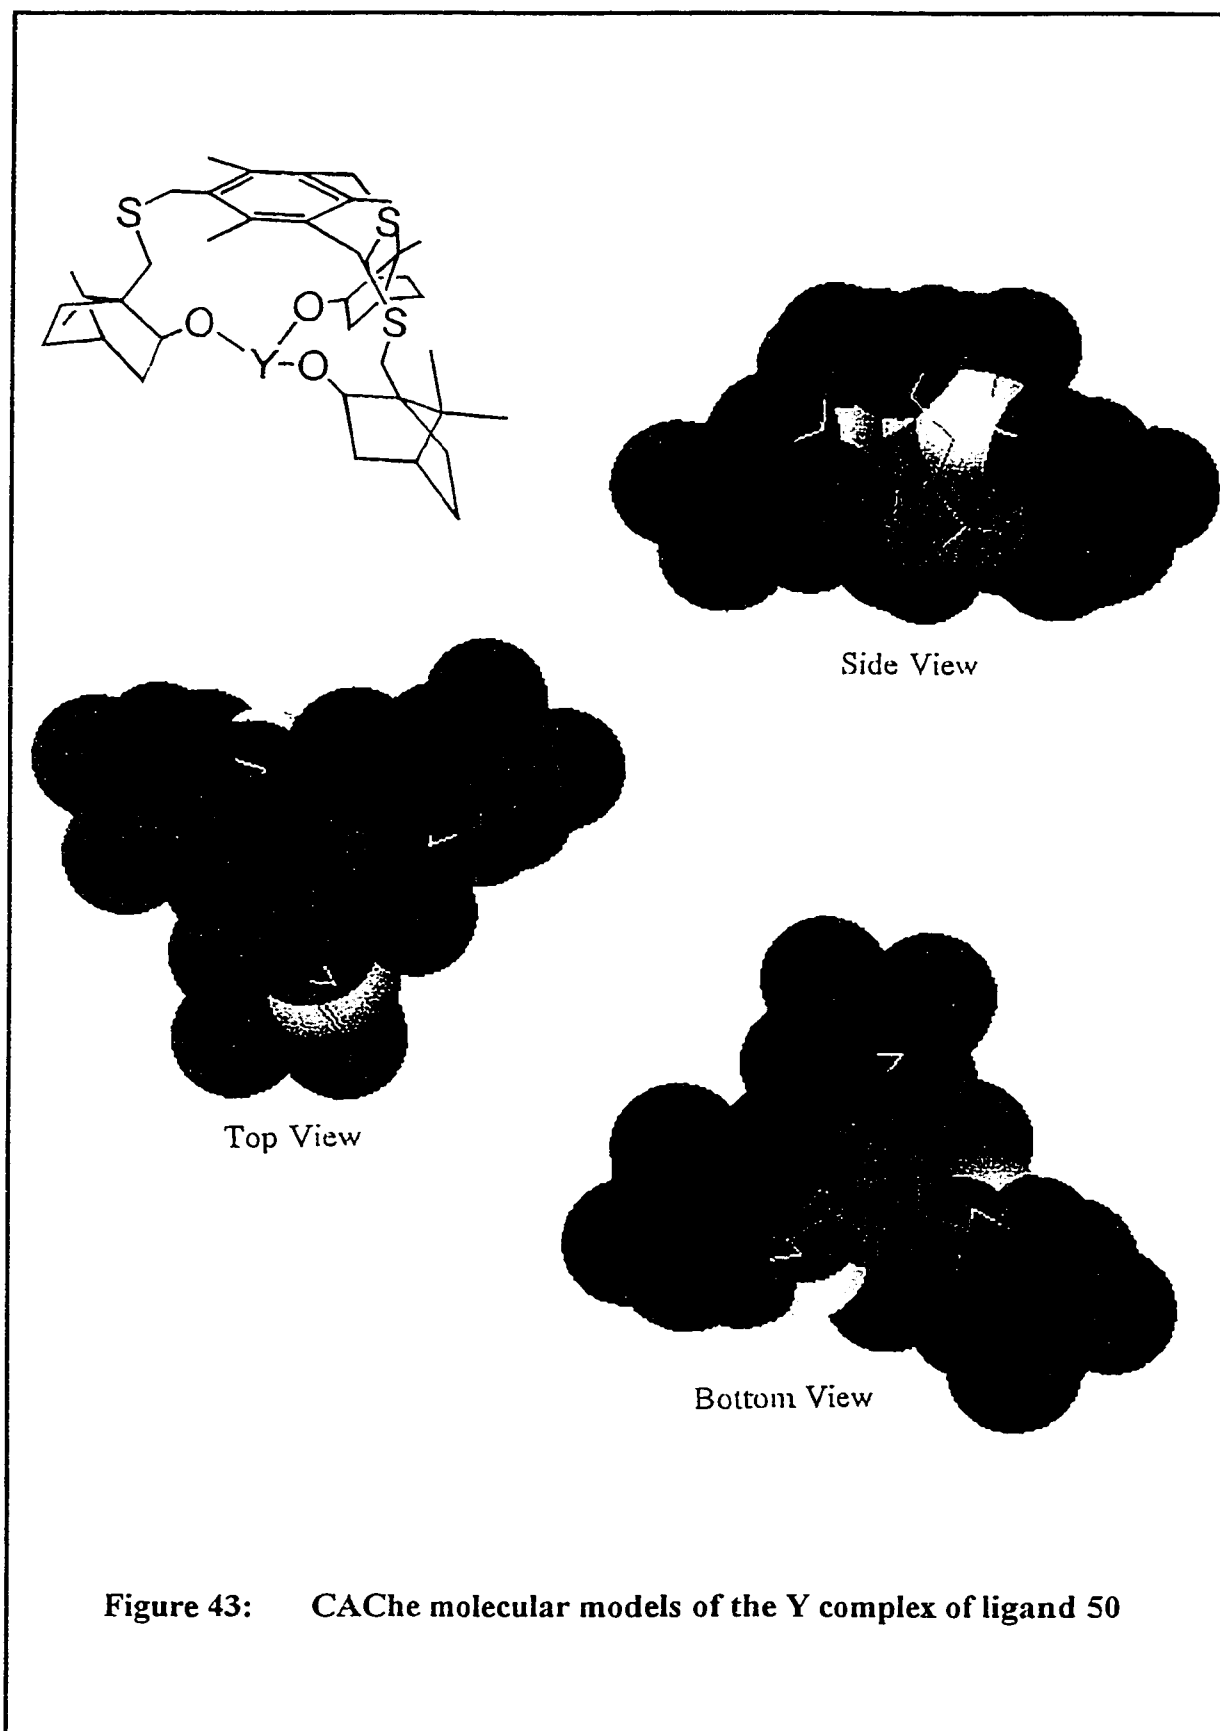 S
S
O
O
S
Y
O
Side View
Top View
Bottom View
Figure 43: CAChe molecular models of the Y complex of ligand 50